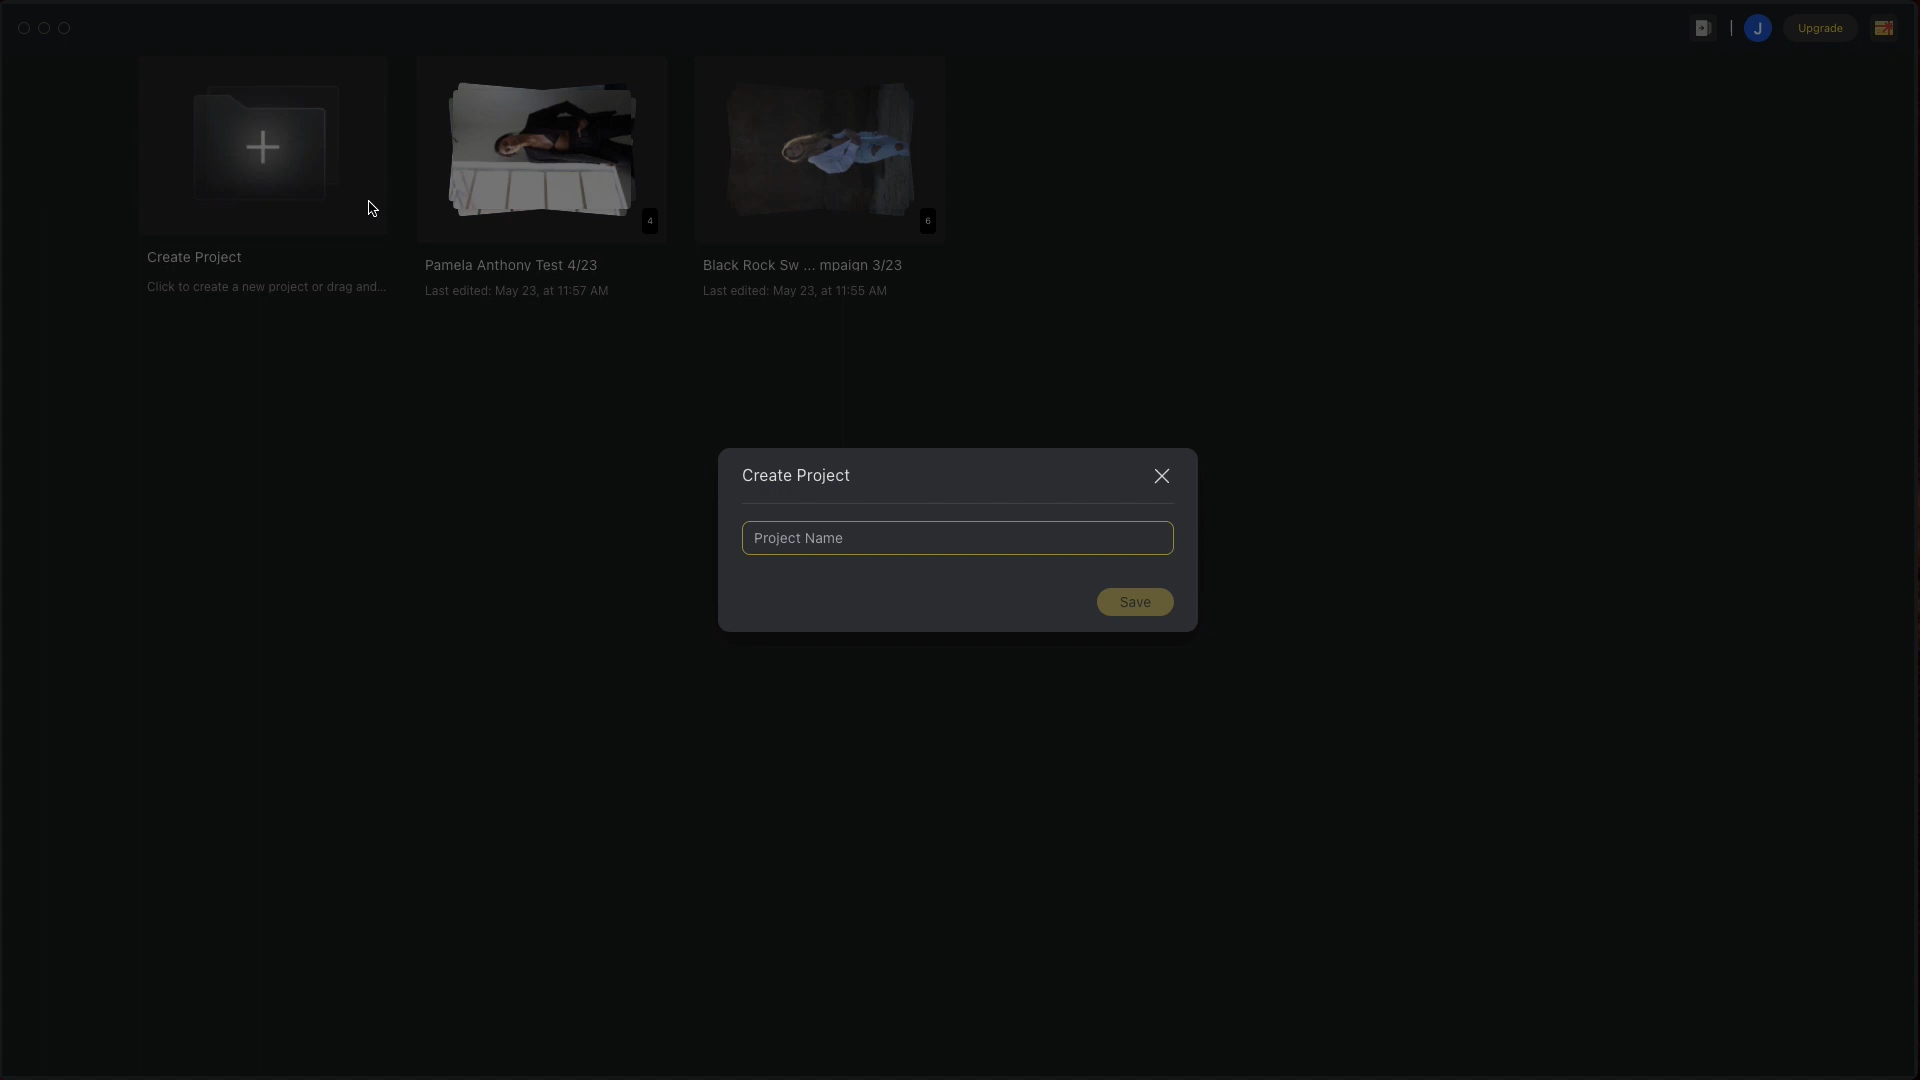 J
Upgrade
4
6
Create Project
Click to create a new project or drag and...
Pamela Anthony Test 4/23
Last edited: May 23, at 11:57 AM
Black Rock Sw ... mpaign 3/23
Last edited: May 23, at 11:55 AM
Create Project
Project Name
Save